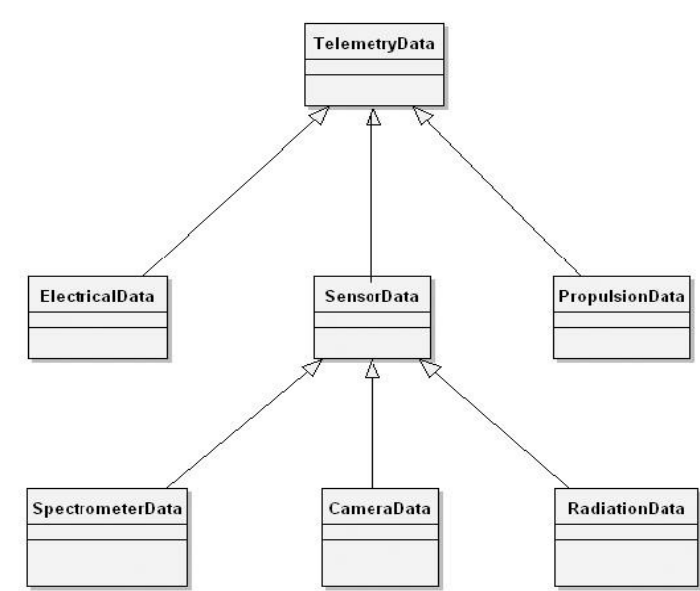 TelemetryData
ElectricalData
SensorData
PropulsionData
SpectrometerData
CameraData
RadiationData